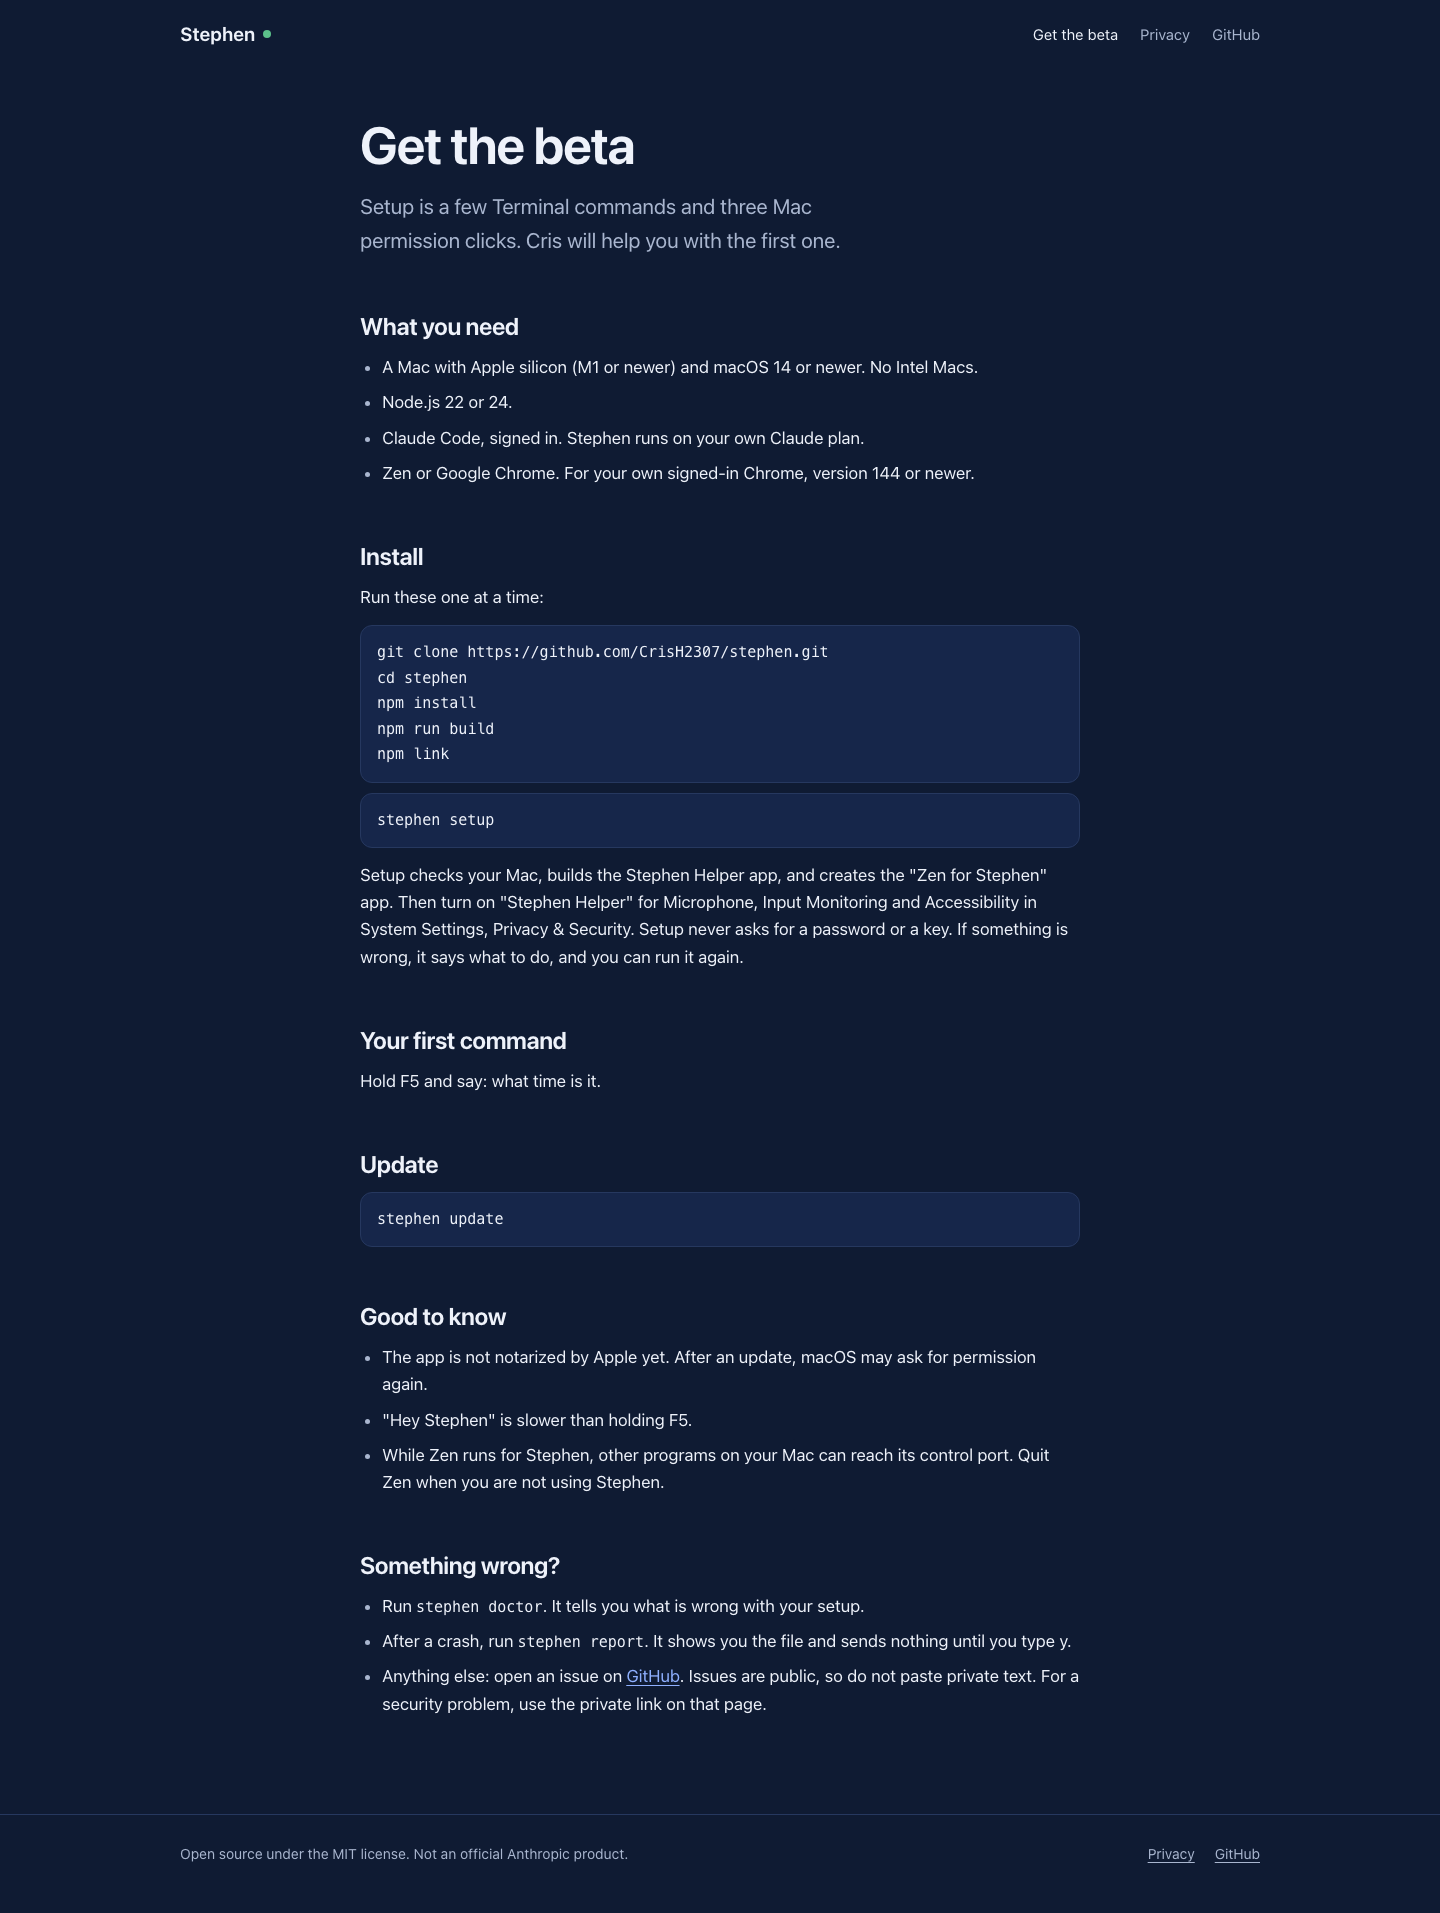 Stephen
Get the beta
Privacy
GitHub
Get the beta
Setup is a few Terminal commands and three Mac
permission clicks. Cris will help you with the first one.
What you need
A Mac with Apple silicon (M1 or newer) and macOS 14 or newer. No Intel Macs.
Node.js 22 or 24.
Claude Code, signed in. Stephen runs on your own Claude plan.
Zen or Google Chrome. For your own signed-in Chrome, version 144 or newer.
Install
Run these one at a time:
git clone https://github.com/CrisH2307/stephen.git
cd stephen
npm install
npm run build
npm link
stephen setup
Setup checks your Mac, builds the Stephen Helper app, and creates the "Zen for Stephen"
app. Then turn on "Stephen Helper" for Microphone, Input Monitoring and Accessibility in
System Settings, Privacy & Security. Setup never asks for a password or a key. If something is
wrong, it says what to do, and you can run it again.
Your first command
Hold F5 and say: what time is it.
Update
stephen update
Good to know
The app is not notarized by Apple yet. After an update, macOS may ask for permission
again.
"Hey Stephen" is slower than holding F5.
While Zen runs for Stephen, other programs on your Mac can reach its control port. Quit
Zen when you are not using Stephen.
Something wrong?
Run stephen doctor. It tells you what is wrong with your setup.
After a crash, run stephen report. It shows you the file and sends nothing until you type y.
Anything else: open an issue on GitHub. Issues are public, so do not paste private text. For a
security problem, use the private link on that page.
Open source under the MIT license. Not an official Anthropic product.
Privacy
GitHub